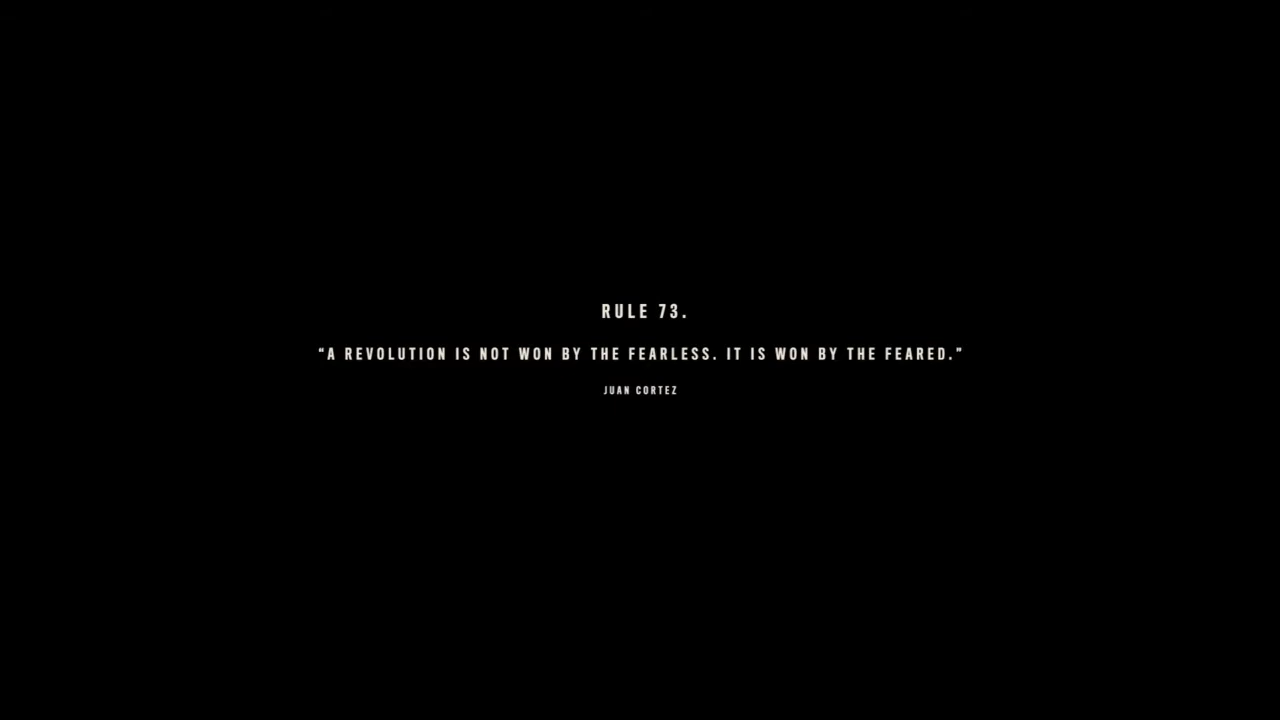 RULE 73.
“A REVOLUTION IS NOT WON BY THE FEARLESS. IT IS WON BY THE FEARED.”
JUAN CORTEZ